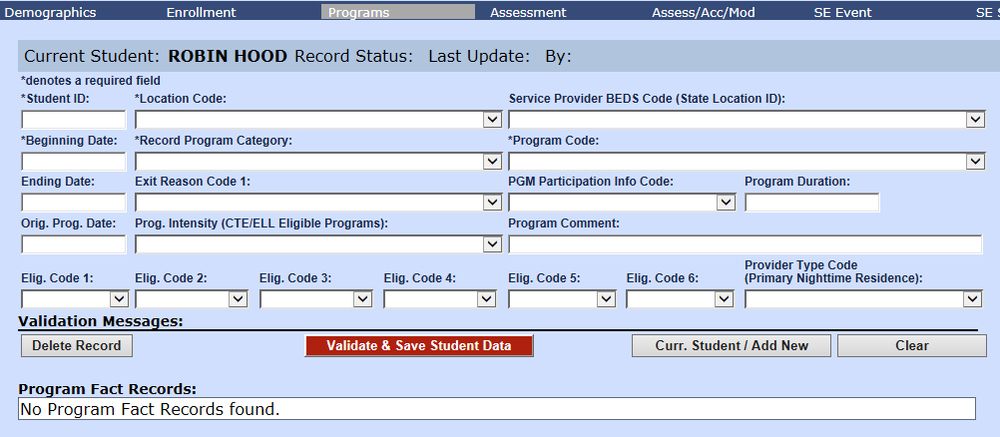 Demographics Enrollment Programs Assessment Assess/Acc/Mod SE Event SE S
Current Student: ROBIN HOOD Record Status: Last Update: By:
*denotes a required field
*Student ID: *Location Code: Service Provider BEDS Code (State Location ID):
*Beginning Date: *Record Program Category: *Program Code:
Ending Date: Exit Reason Code 1: PGM Participation Info Code: Program Duration:
Orig. Prog. Date: Prog. Intensity (CTE/ELL Eligible Programs): Program Comment:
Elig. Code 1: Elig. Code 2: Elig. Code 3: Elig. Code 4: Elig. Code 5: Elig. Code 6: Provider Type Code
(Primary Nighttime Residence):
Validation Messages:
Delete Record Validate & Save Student Data Curr. Student / Add New Clear
Program Fact Records:
No Program Fact Records found.